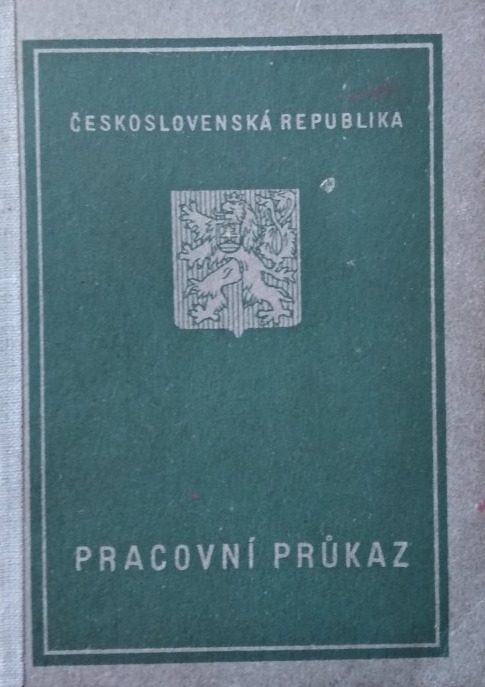 ČESKOSLOVENSKÁ REPUBLIKA
PRACOVNÍ PRŮKAZ